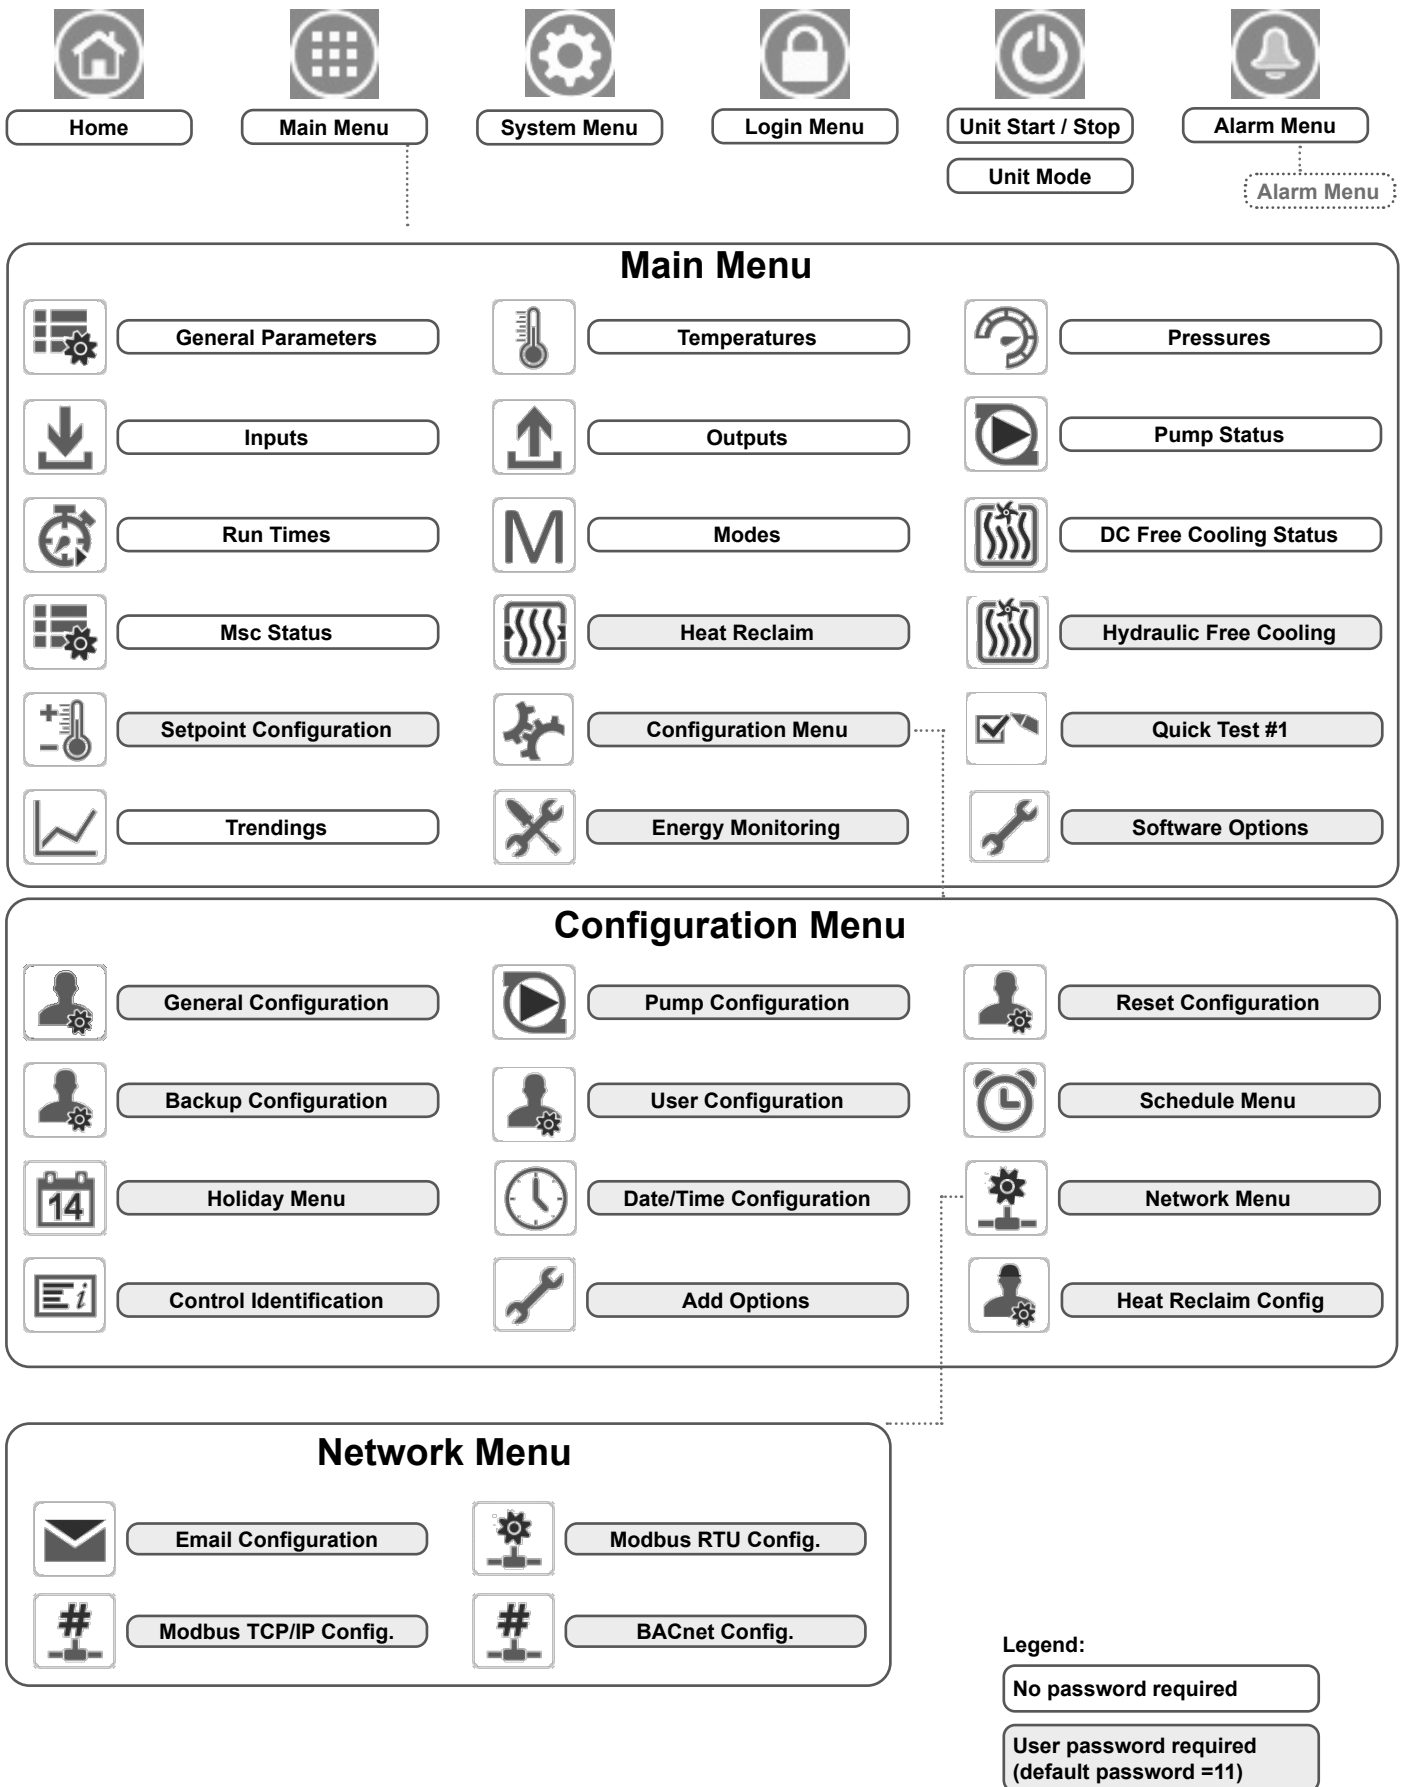 Home
Main Menu
System Menu
Login Menu
Unit Start / Stop
Alarm Menu
Unit Mode
Alarm Menu
Main Menu
General Parameters
Temperatures
Pressures
Inputs
Outputs
Pump Status
Run Times
M
Modes
DC Free Cooling Status
Msc Status
Heat Reclaim
Hydraulic Free Cooling
Setpoint Configuration
Configuration Menu
Quick Test #1
Trendings
Energy Monitoring
Software Options
Configuration Menu
General Configuration
Pump Configuration
Reset Configuration
Backup Configuration
User Configuration
Schedule Menu
14
Holiday Menu
Date/Time Configuration
Network Menu
i
Control Identification
Add Options
Heat Reclaim Config
Network Menu
Email Configuration
Modbus RTU Config.
#
Modbus TCP/IP Config.
#
BACnet Config.
Legend:
No password required
User password required
(default password =11)